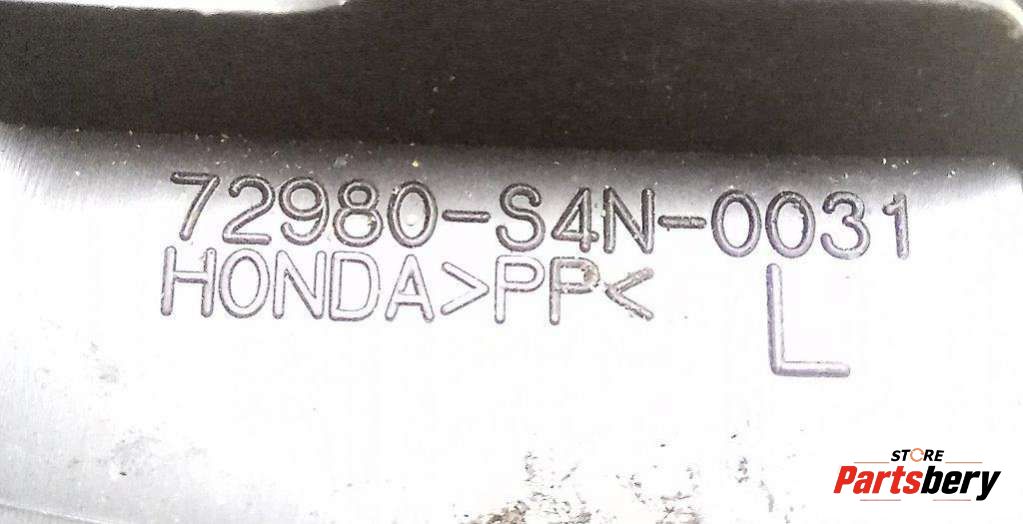 72980-S4N-0031
HONDA>PP<
L
STORE
Partsbery